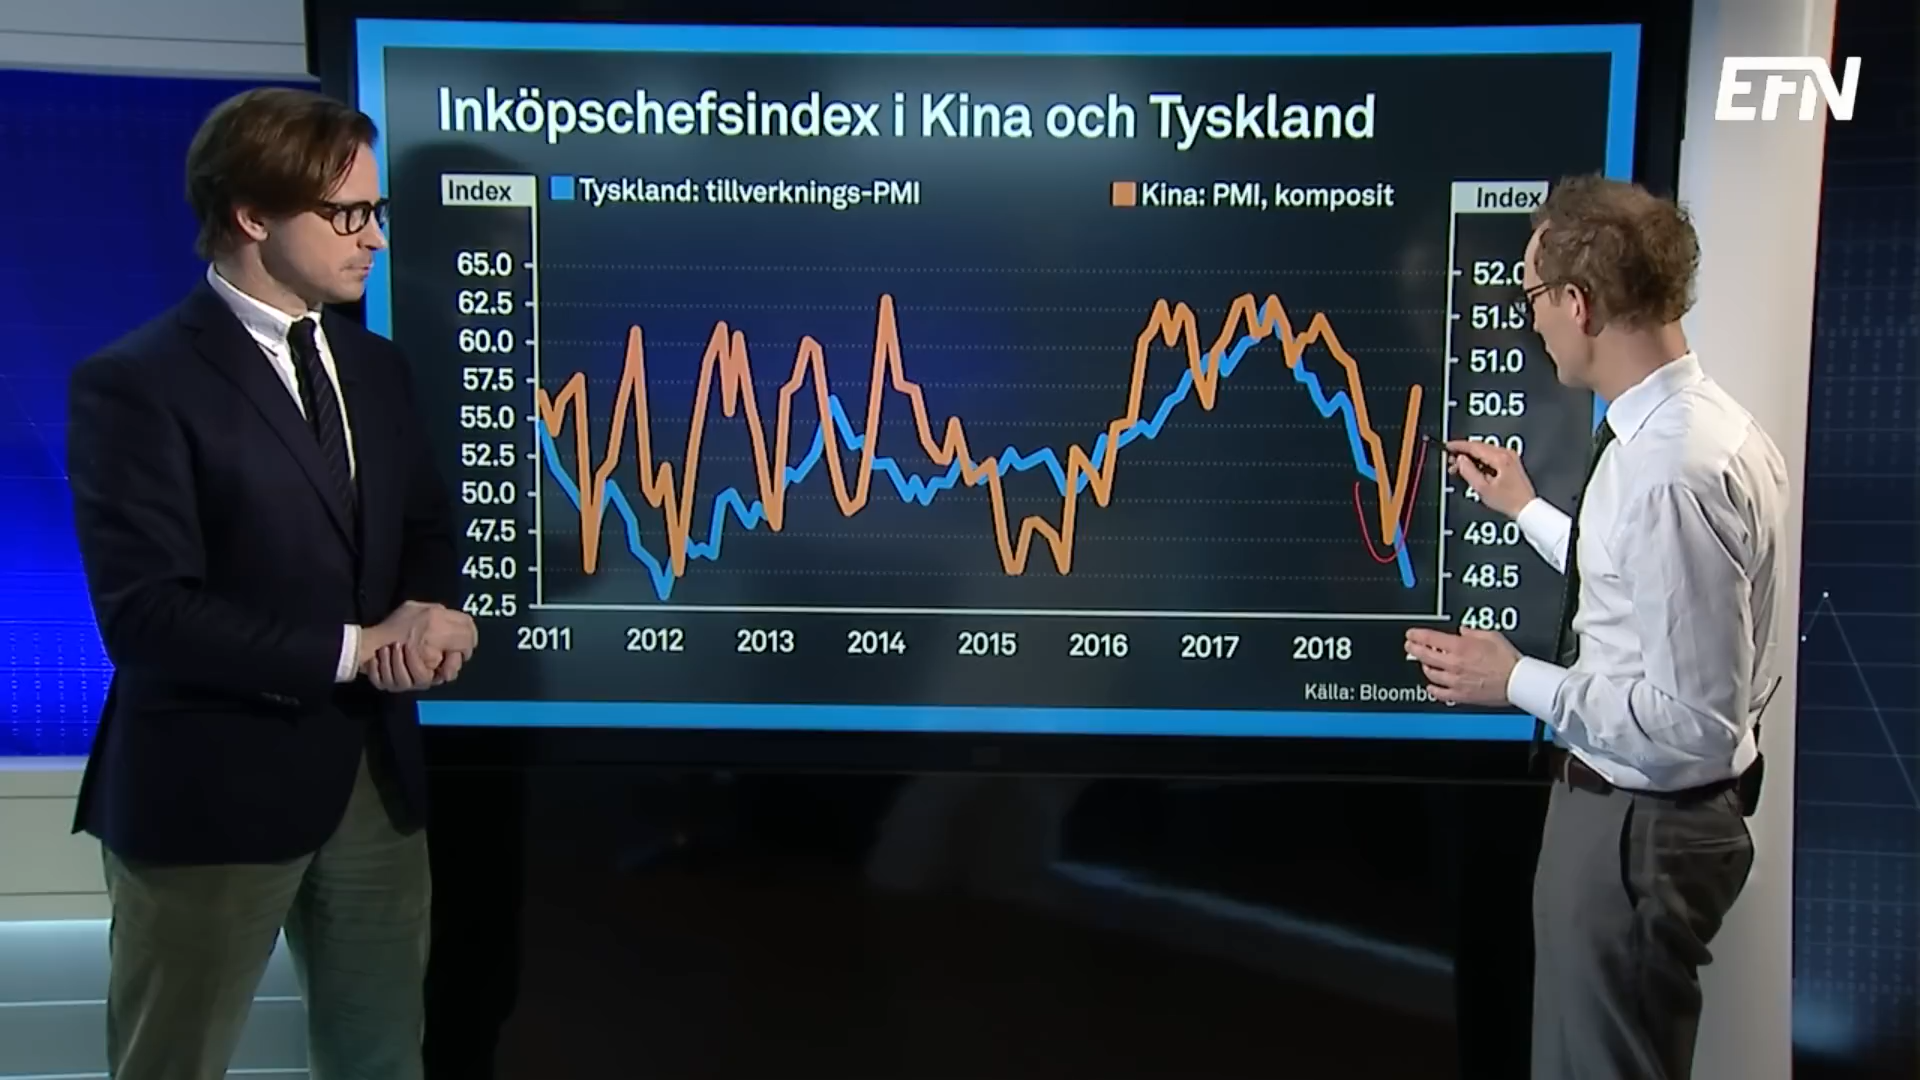 EFN
Inköpschefsindex i Kina och Tyskland
Index
Tyskland: tillverknings-PMI
Kina: PMI, komposit
Index
65.0
62.5
60.0
57.5
55.0
52.5
50.0
47.5
45.0
42.5
51.0
50.5
49.0
48.5
48.0
2011 2012 2013 2014 2015 2016 2017 2018
Källa: